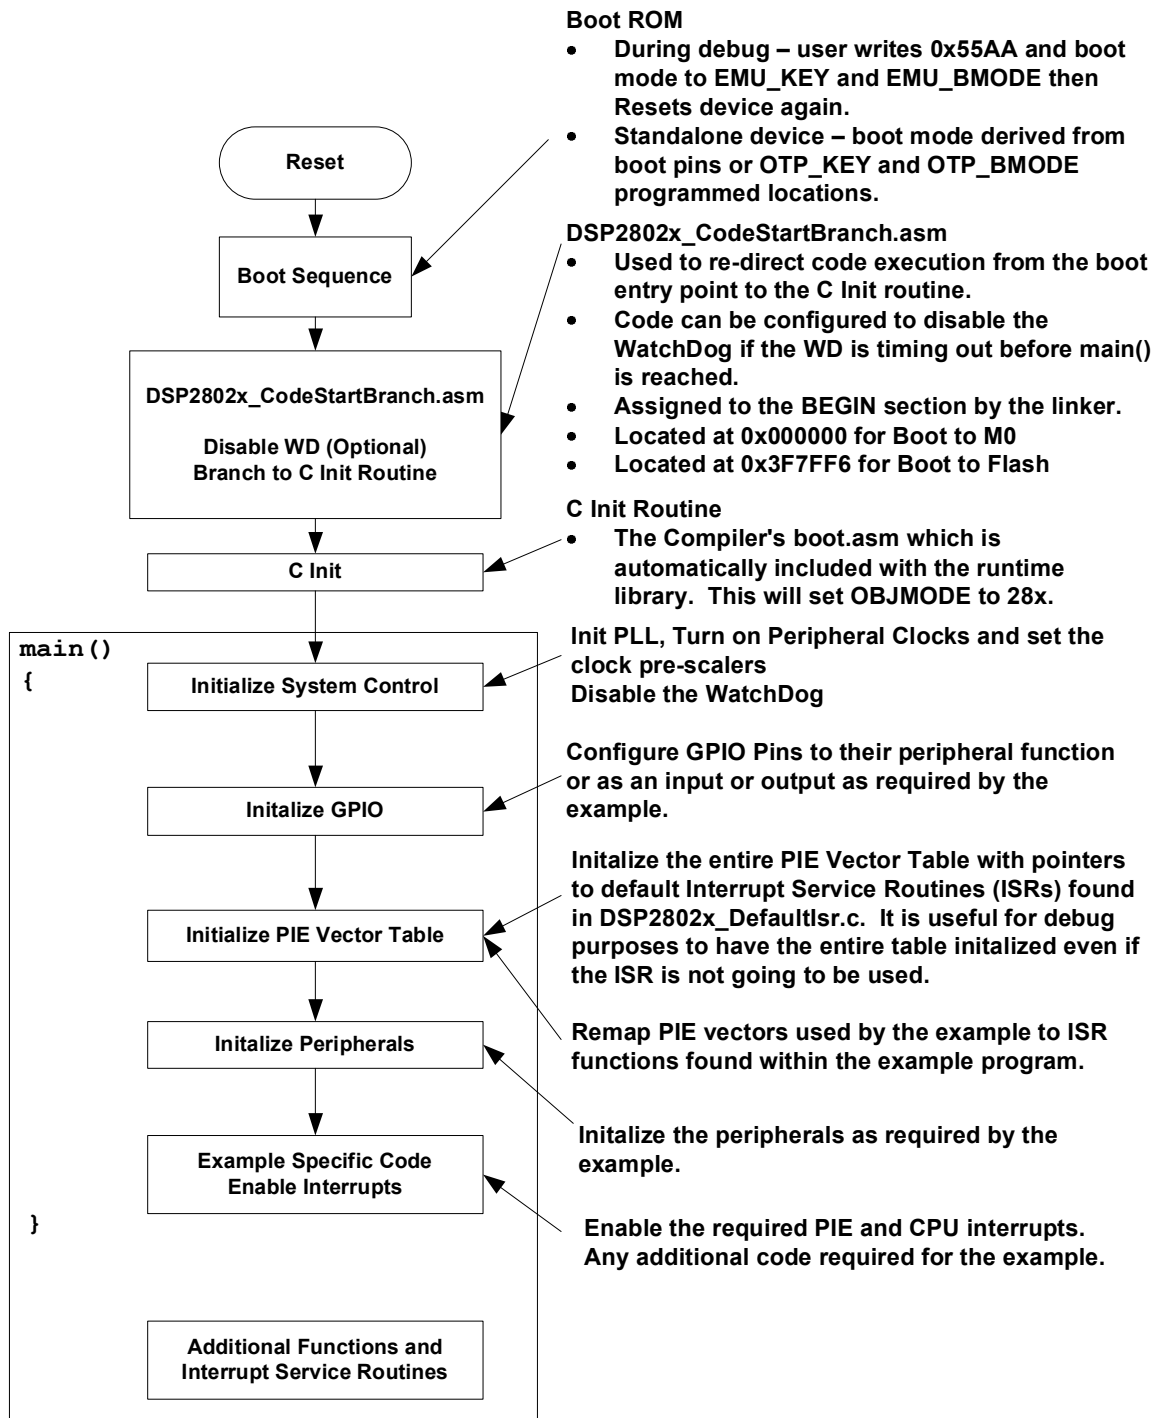 Boot ROM
• During debug – user writes 0x55AA and boot
mode to EMU_KEY and EMU_BMODE then
Resets device again.
• Standalone device – boot mode derived from
boot pins or OTP_KEY and OTP_BMODE
programmed locations.
Reset
Boot Sequence
DSP2802x_CodeStartBranch.asm
• Used to re-direct code execution from the boot
entry point to the C Init routine.
• Code can be configured to disable the
WatchDog if the WD is timing out before main()
is reached.
• Assigned to the BEGIN section by the linker.
• Located at 0x000000 for Boot to M0
• Located at 0x3F7FF6 for Boot to Flash
DSP2802x_CodeStartBranch.asm
Disable WD (Optional)
Branch to C Init Routine
C Init Routine
• The Compiler's boot.asm which is
automatically included with the runtime
library. This will set OBJMODE to 28x.
C Init
main()
{
Initialize System Control
Init PLL, Turn on Peripheral Clocks and set the
clock pre-scalers
Disable the WatchDog
Initalize GPIO
Configure GPIO Pins to their peripheral function
or as an input or output as required by the
example.
Initialize PIE Vector Table
Initalize the entire PIE Vector Table with pointers
to default Interrupt Service Routines (ISRs) found
in DSP2802x_DefaultIsr.c. It is useful for debug
purposes to have the entire table initalized even if
the ISR is not going to be used.
Remap PIE vectors used by the example to ISR
functions found within the example program.
Initalize Peripherals
Initalize the peripherals as required by the
example.
Example Specific Code
Enable Interrupts
Enable the required PIE and CPU interrupts.
Any additional code required for the example.
}
Additional Functions and
Interrupt Service Routines